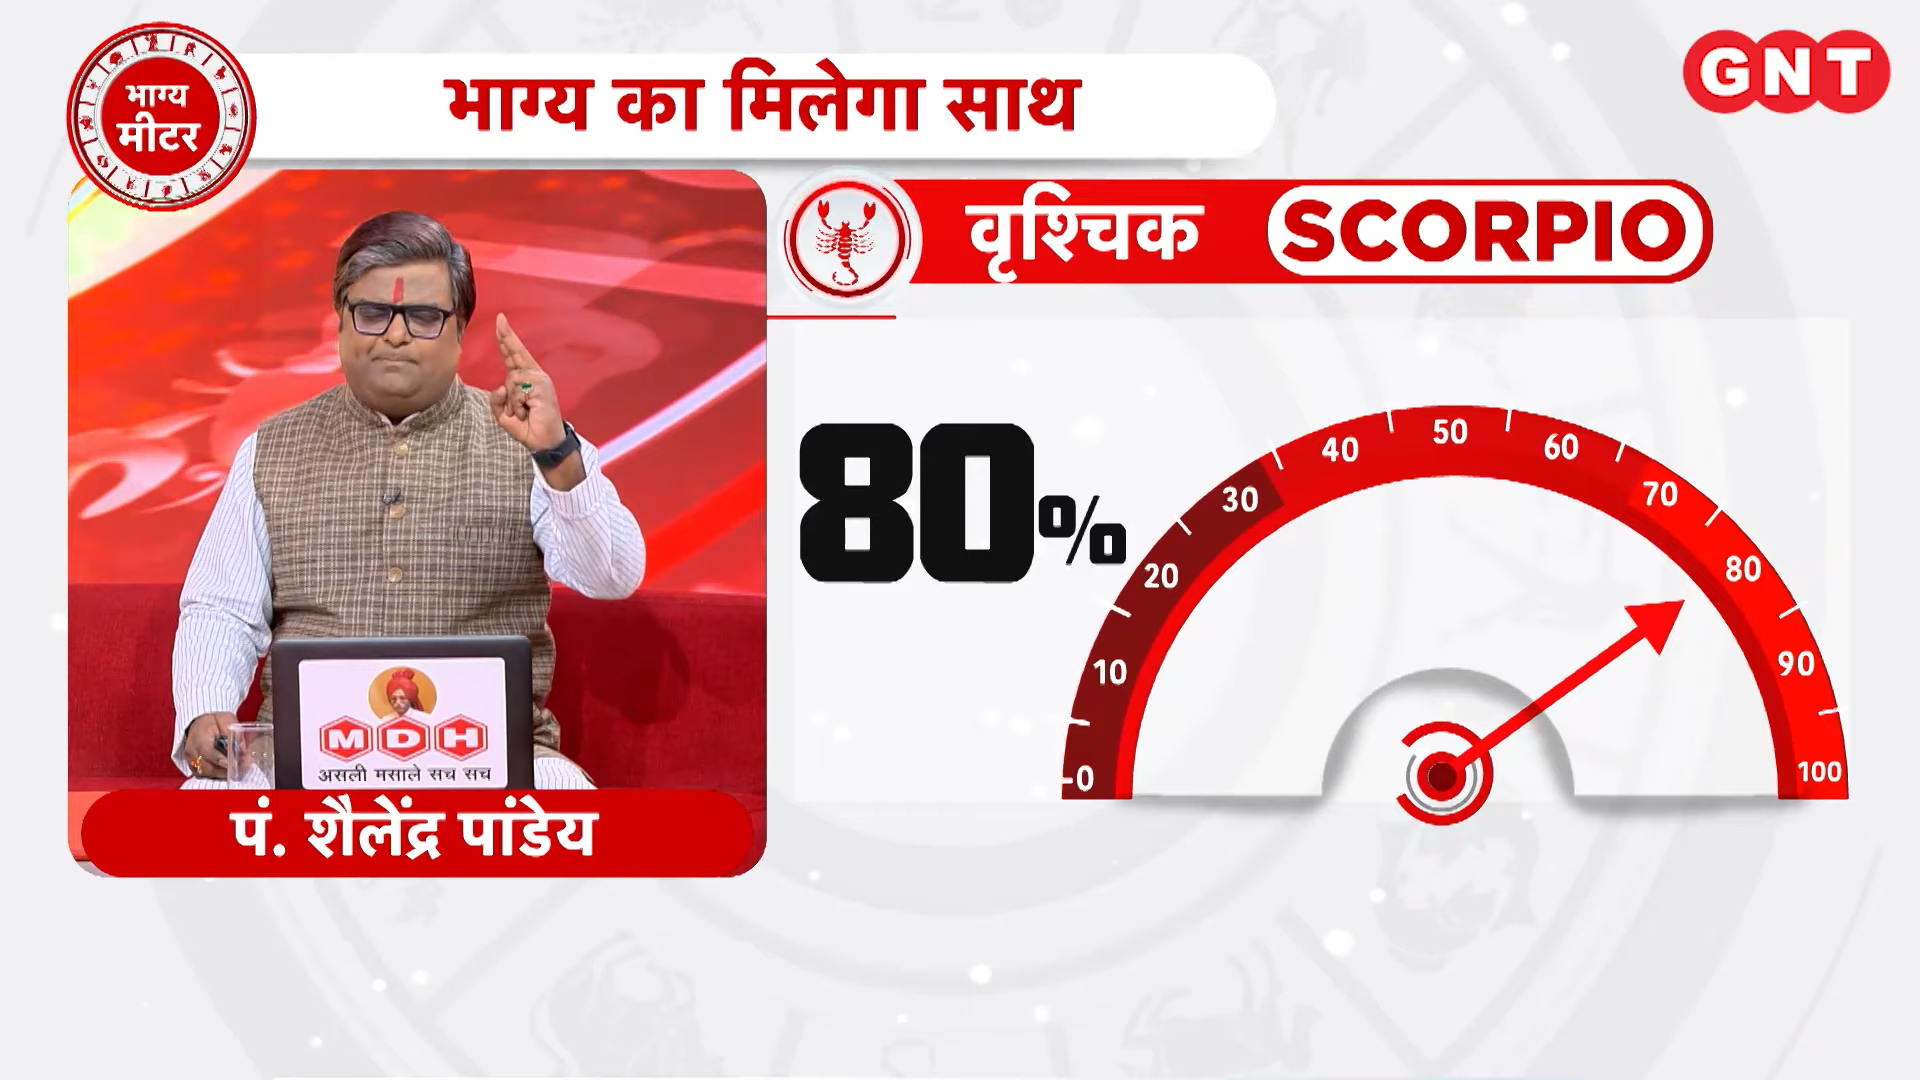 भाग्य
मीटर
भाग्य का मिलेगा साथ
GNT
वृश्चिक SCORPIO
80%
0
10
20
30
40
50
60
70
80
90
100
MDH
असली मसाले सच सच
पं. शैलेंद्र पांडेय